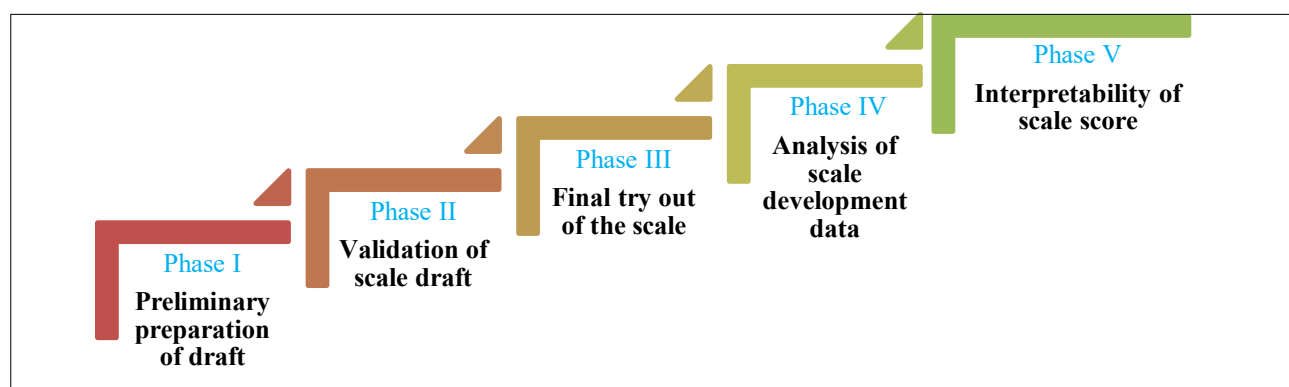 Phase I
Preliminary
preparation
of draft
Phase II
Validation of
scale draft
Phase III
Final try out
of the scale
Phase IV
Analysis of
scale
development
data
Phase V
Interpretability of
scale score